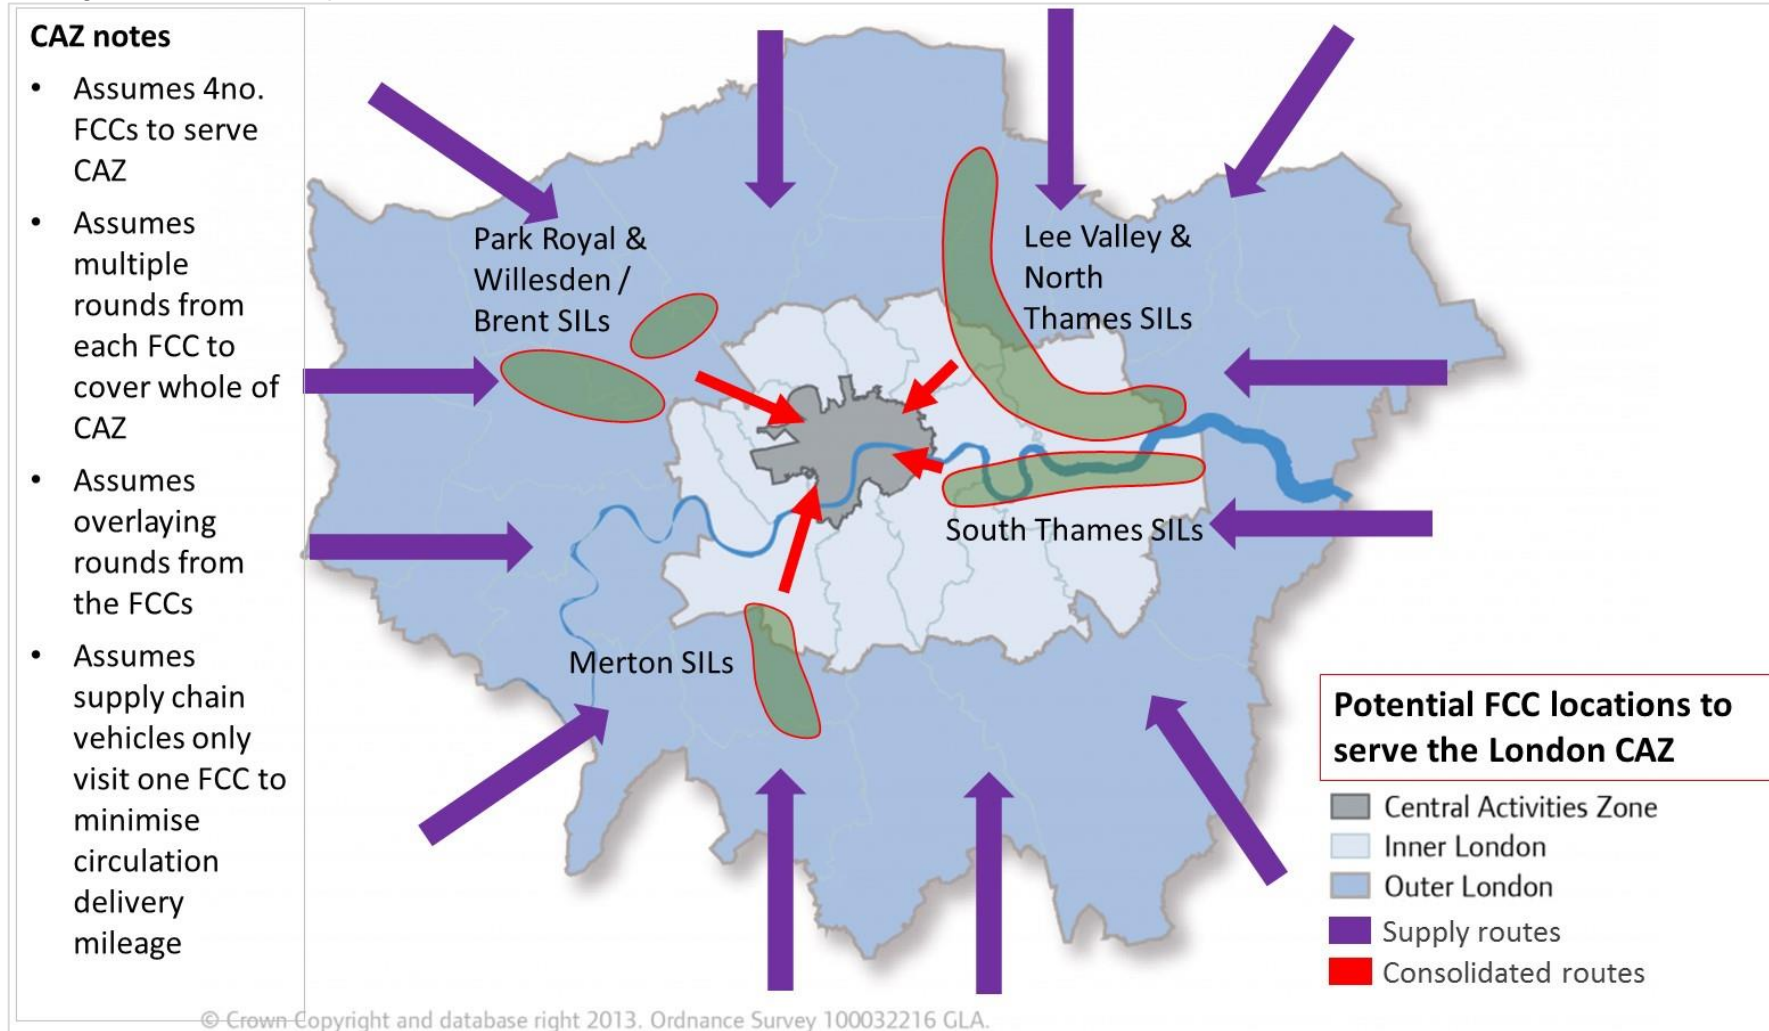 CAZ notes
• Assumes 4no.
FCCs to serve
CAZ
• Assumes
multiple
rounds from
each FCC to
cover whole of
CAZ
• Assumes
overlaying
rounds from
the FCCs
• Assumes
supply chain
vehicles only
visit one FCC to
minimise
circulation
delivery
mileage
Park Royal &
Willesden /
Brent SILs
Lee Valley &
North
Thames SILs
South Thames SILs
Merton SILs
Potential FCC locations to
serve the London CAZ
Central Activities Zone
Inner London
Outer London
Supply routes
Consolidated routes
© Crown Copyright and database right 2013. Ordnance Survey 100032216 GLA.